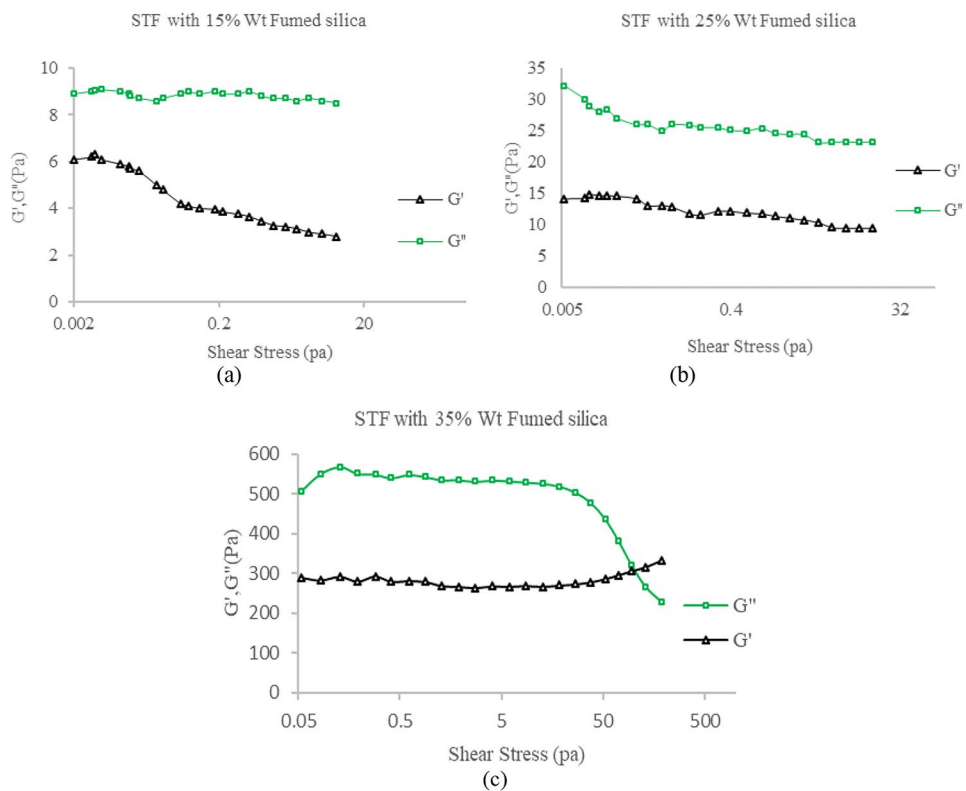 STF with 15% Wt Fumed silica
10
8
6
4
2
0
G',G"(Pa)
0.002 0.2 20
Shear Stress (pa)
G'
G"
(a)
STF with 25% Wt Fumed silica
35
30
25
20
15
10
5
0
G',G"(Pa)
0.005 0.4 32
Shear Stress (pa)
G'
G"
(b)
STF with 35% Wt Fumed silica
600
500
400
300
200
100
0
G',G"(Pa)
0.05 0.5 5 50 500
Shear Stress (pa)
G"
G'
(c)